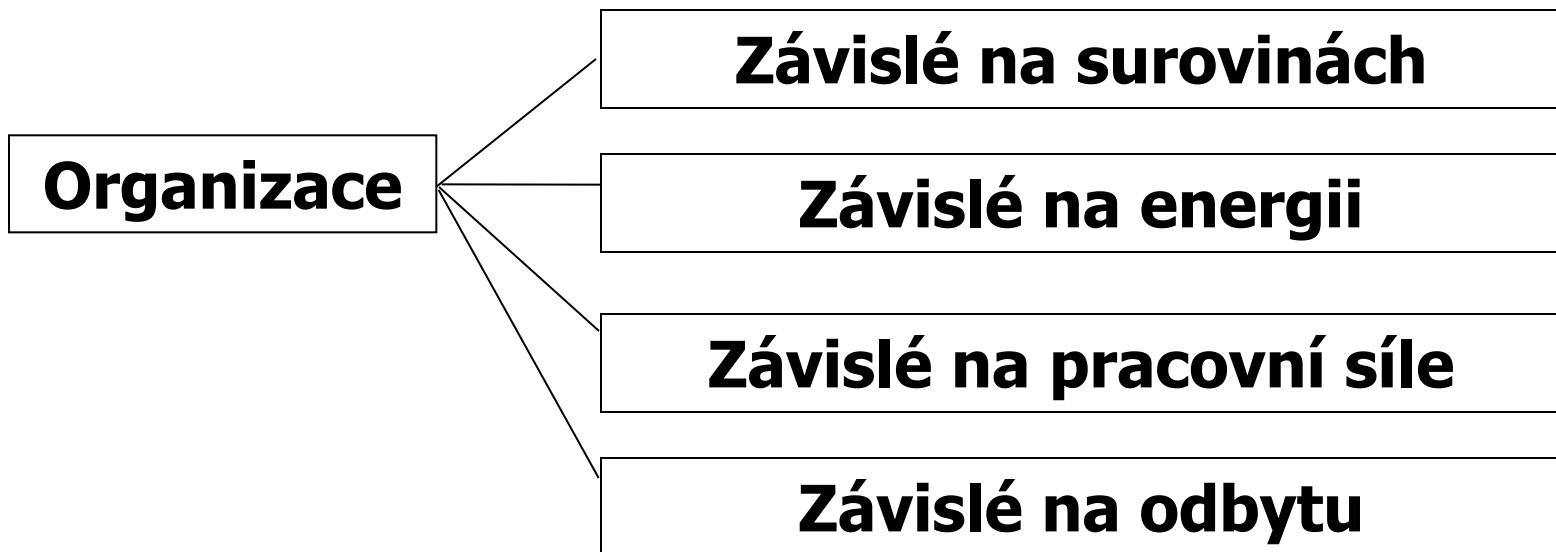 Organizace
Závislé na surovinách
Závislé na energii
Závislé na pracovní síle
Závislé na odbytu